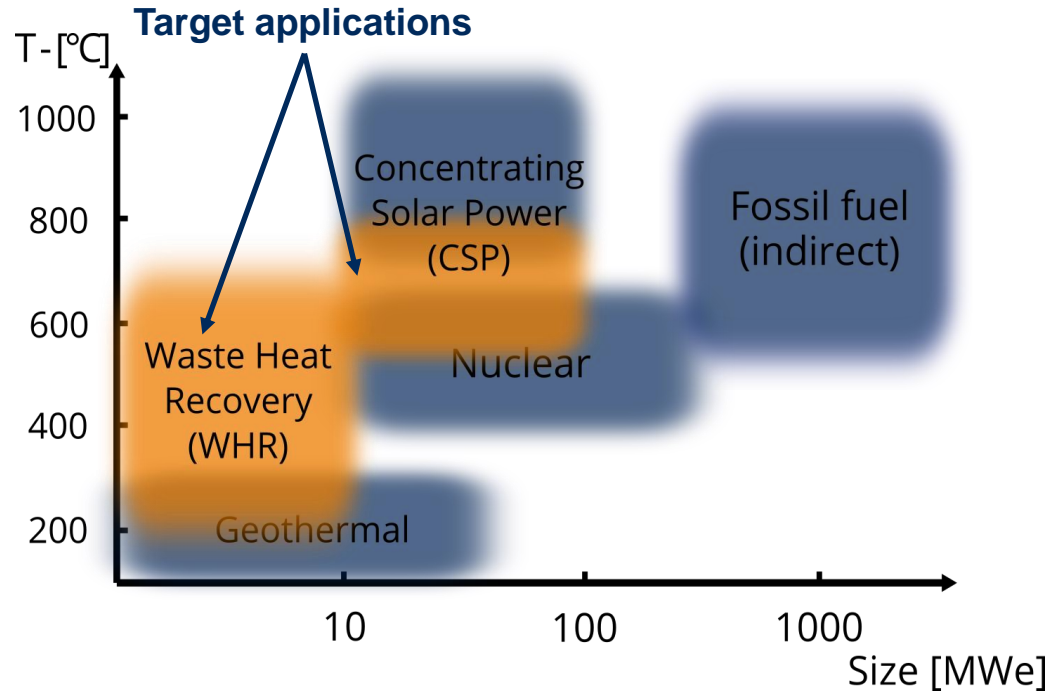 Target applications
T-[°C]
1000
800
600
400
200
Concentrating
Solar Power
(CSP)
Fossil fuel
(indirect)
Waste Heat
Recovery
(WHR)
Nuclear
Geothermal
10
100
1000
Size [MWe]